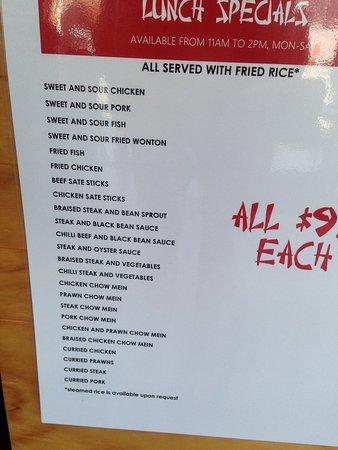 LUNCH SPECIALS
AVAILABLE FROM 11AM TO 2PM, MON-SA
ALL SERVED WITH FRIED RICE*
SWEET AND SOUR CHICKEN
SWEET AND SOUR PORK
SWEET AND SOUR FISH
SWEET AND SOUR FRIED WONTON
FRIED FISH
FRIED CHICKEN
BEEF SATE STICKS
CHICKEN SATE STICKS
BRAISED STEAK AND BEAN SPROUT
STEAK AND BLACK BEAN SAUCE
CHILLI BEEF AND BLACK BEAN SAUCE
STEAK AND OYSTER SAUCE
BRAISED STEAK AND VEGETABLES
CHILLI STEAK AND VEGETABLES
CHICKEN CHOW MEIN
PRAWN CHOW MEIN
STEAK CHOW MEIN
PORK CHOW MEIN
CHICKEN AND PRAWN CHOW MEIN
BRAISED CHICKEN CHOW MEIN
CURRIED CHICKEN
CURRIED PRAWNS
CURRIED STEAK
CURRIED PORK
*steamed rice is available upon request
ALL $9
EACH